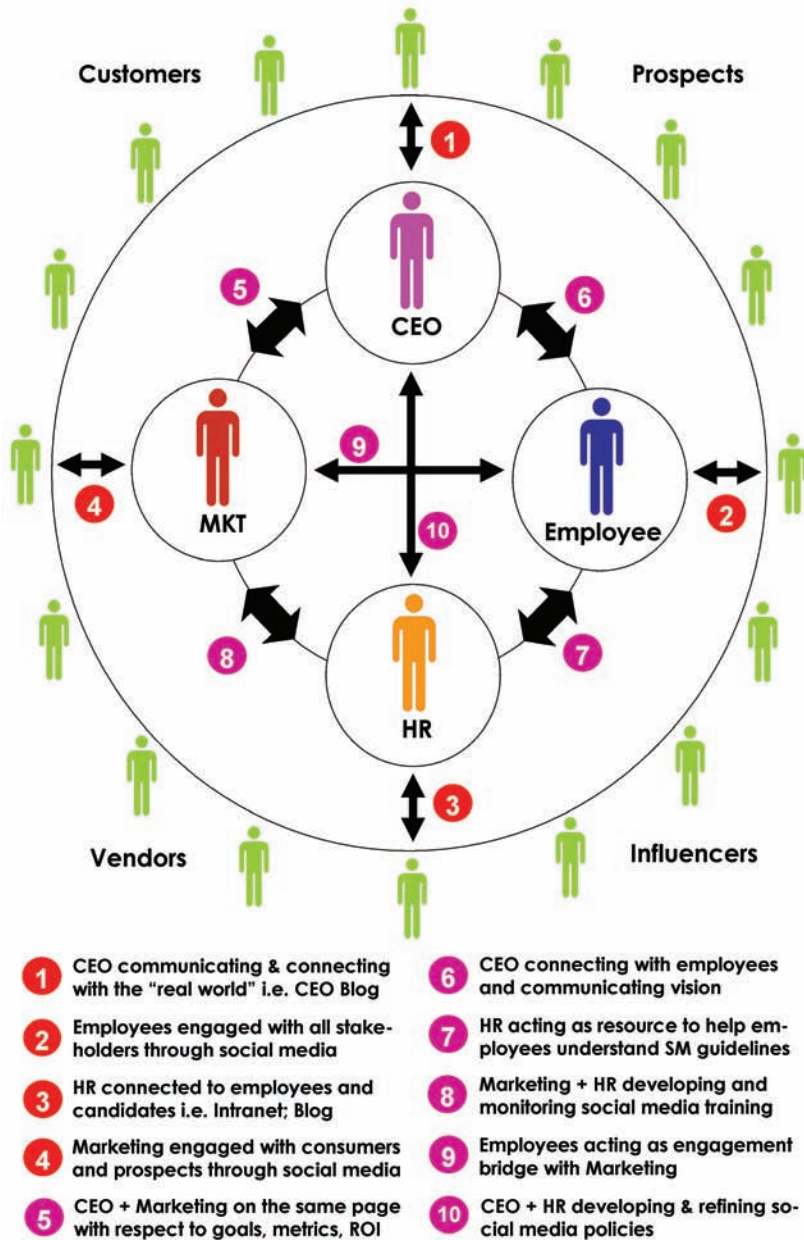 Customers
Prospects
1
5
6
CEO
9
4
MKT
Employee
2
10
8
7
HR
3
Vendors
Influencers
1 CEO communicating & connecting
with the “real world” i.e. CEO Blog
2 Employees engaged with all stake-
holders through social media
3 HR connected to employees and
candidates i.e. Intranet; Blog
4 Marketing engaged with consumers
and prospects through social media
5 CEO + Marketing on the same page
with respect to goals, metrics, ROI
6 CEO connecting with employees
and communicating vision
7 HR acting as resource to help em-
ployees understand SM guidelines
8 Marketing + HR developing and
monitoring social media training
9 Employees acting as engagement
bridge with Marketing
10 CEO + HR developing & refining so-
cial media policies